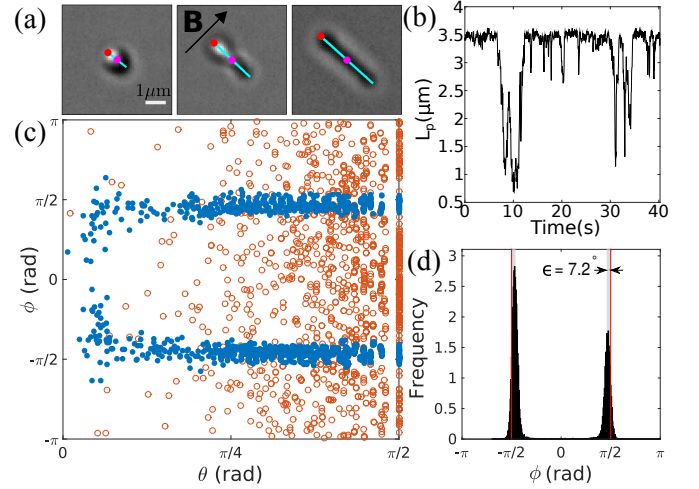 (a)
B
1μm
(b)
L_p(μm)
4
3.5
3
2.5
2
1.5
1
0.5
0
10
20
30
40
Time(s)
(c)
ϕ (rad)
π
π/2
0
-π/2
-π
0
π/4
π/2
θ (rad)
(d)
Frequency
3
2.5
2
1.5
1
0.5
0
ϵ = 7.2°
-π
-π/2
0
π/2
π
ϕ (rad)